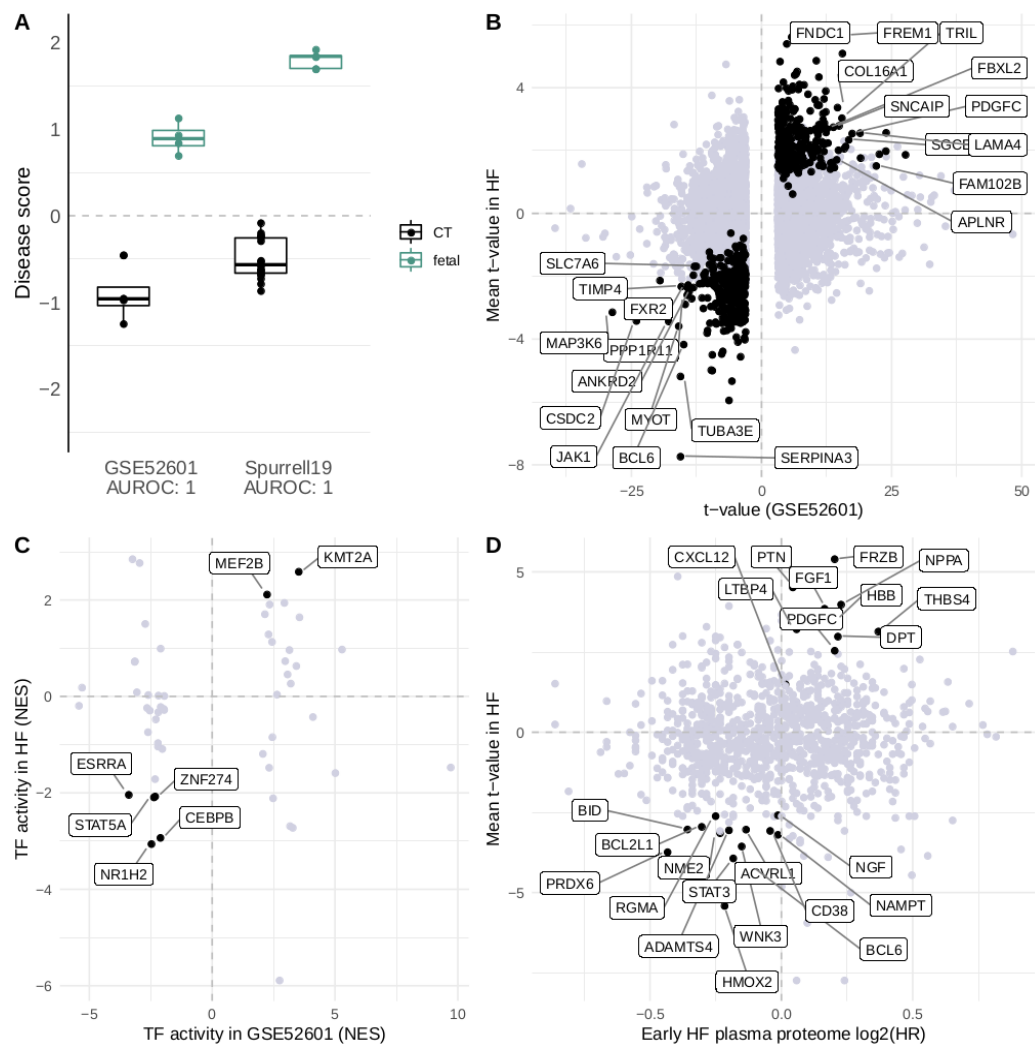 A
2
1
0
−1
−2
Disease score
GSE52601
AUROC: 1
Spurrell19
AUROC: 1
CT
fetal
B
FNDC1
FREM1
TRIL
COL16A1
FBXL2
SNCAIP
PDGFC
LAMA4
FAM102B
APLNR
SLC7A6
TIMP4
FXR2
MAP3K6
PPP1R11
ANKRD2
CSDC2
MYOT
TUBA3E
JAK1
BCL6
SERPINA3
4
0
−4
−8
Mean t−value in HF
−25
0
25
50
t−value (GSE52601)
C
MEF2B
KMT2A
ESRRA
ZNF274
STAT5A
CEBPB
NR1H2
2
0
−2
−4
−6
TF activity in HF (NES)
−5
0
5
10
TF activity in GSE52601 (NES)
D
CXCL12
PTN
FRZB
NPPA
FGF1
LTBP4
HBB
THBS4
PDGFC
DPT
BID
BCL2L1
NGF
NME2
ACVRL1
PRDX6
STAT3
RGMA
CD38
NAMPT
WNK3
ADAMTS4
BCL6
HMOX2
5
0
−5
Mean t−value in HF
−0.5
0.0
0.5
Early HF plasma proteome log2(HR)